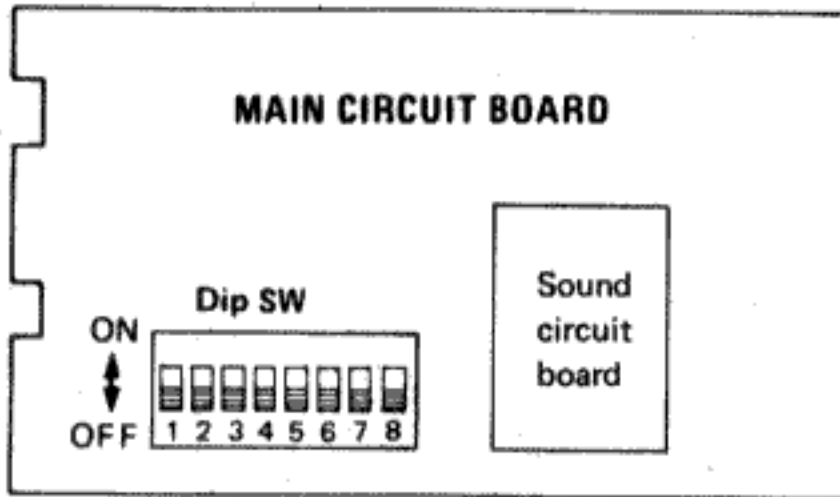 MAIN CIRCUIT BOARD
Dip SW
ON
OFF
1 2 3 4 5 6 7 8
Sound
circuit
board